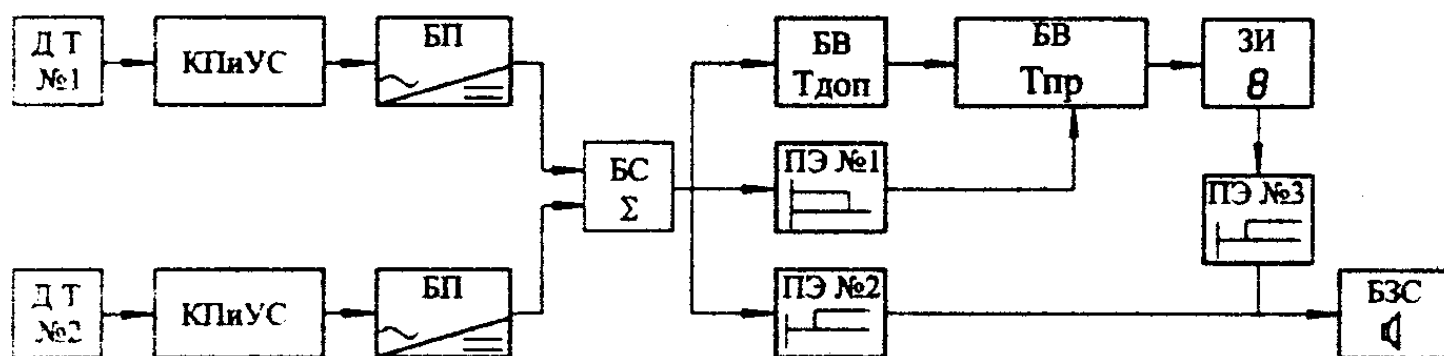 Д Т
№1
КПиУС
БП
БВ
Тдоп
БВ
Тпр
ЗИ
8
БС
Σ
ПЭ №1
ПЭ №3
Д Т
№2
КПиУС
БП
ПЭ №2
БЗС